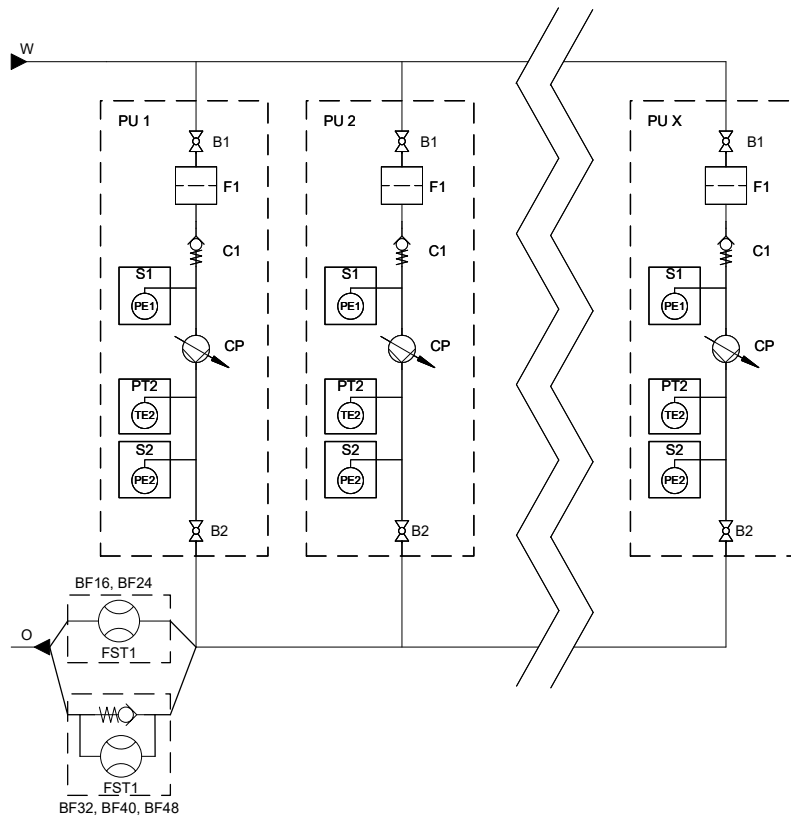 W
PU 1
B1
F1
C1
S1
PE1
CP
PT2
TE2
S2
PE2
B2
PU 2
B1
F1
C1
S1
PE1
CP
PT2
TE2
S2
PE2
B2
PU X
B1
F1
C1
S1
PE1
CP
PT2
TE2
S2
PE2
B2
BF16, BF24
FST1
O
FST1
BF32, BF40, BF48